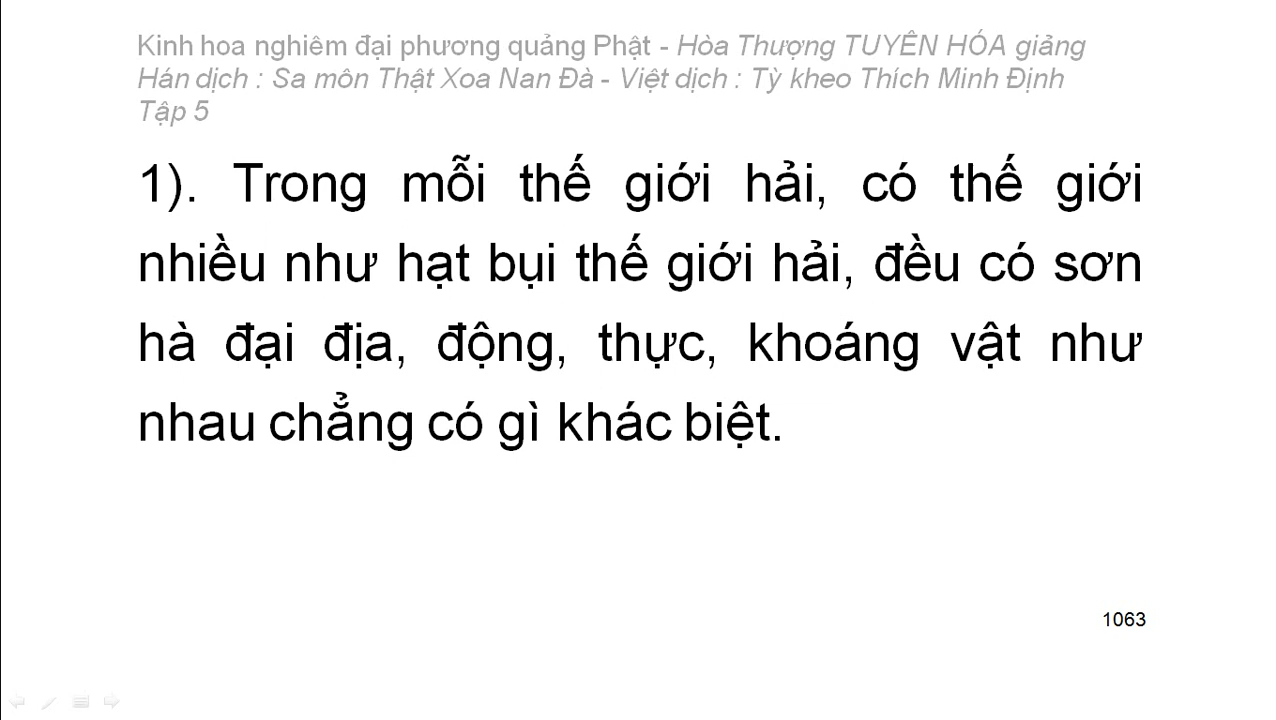 Kinh hoa nghiêm đại phương quảng Phật - Hòa Thượng TUYÊN HÓA giảng
Hán dịch : Sa môn Thật Xoa Nan Đà - Việt dịch : Tỳ kheo Thích Minh Định
Tập 5
1). Trong mỗi thế giới hải, có thế giới
nhiều như hạt bụi thế giới hải, đều có sơn
hà đại địa, động, thực, khoáng vật như
nhau chẳng có gì khác biệt.
1063